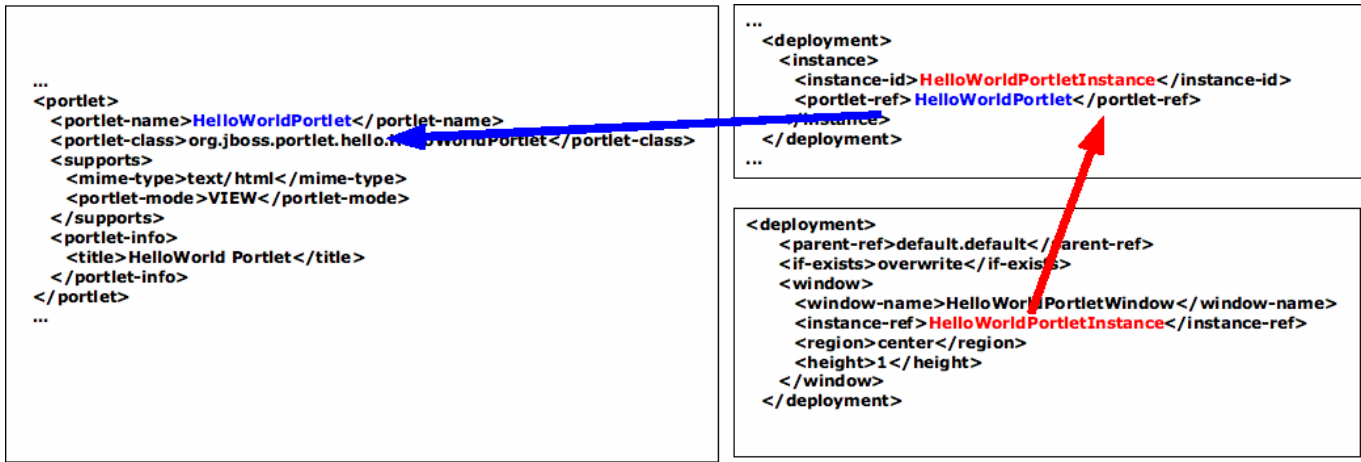 ...
<portlet>
<portlet-name>HelloWorldPortlet</portlet-name>
<portlet-class>org.jboss.portlet.hello.HelloWorldPortlet</portlet-class>
<supports>
<mime-type>text/html</mime-type>
<portlet-mode>VIEW</portlet-mode>
</supports>
<portlet-info>
<title>HelloWorld Portlet</title>
</portlet-info>
</portlet>
...
...
<deployment>
<instance>
<instance-id>HelloWorldPortletInstance</instance-id>
<portlet-ref>HelloWorldPortlet</portlet-ref>
</instance>
</deployment>
...
<deployment>
<parent-ref>default.default</parent-ref>
<if-exists>overwrite</if-exists>
<window>
<window-name>HelloWorldPortletWindow</window-name>
<instance-ref>HelloWorldPortletInstance</instance-ref>
<region>center</region>
<height>1</height>
</window>
</deployment>